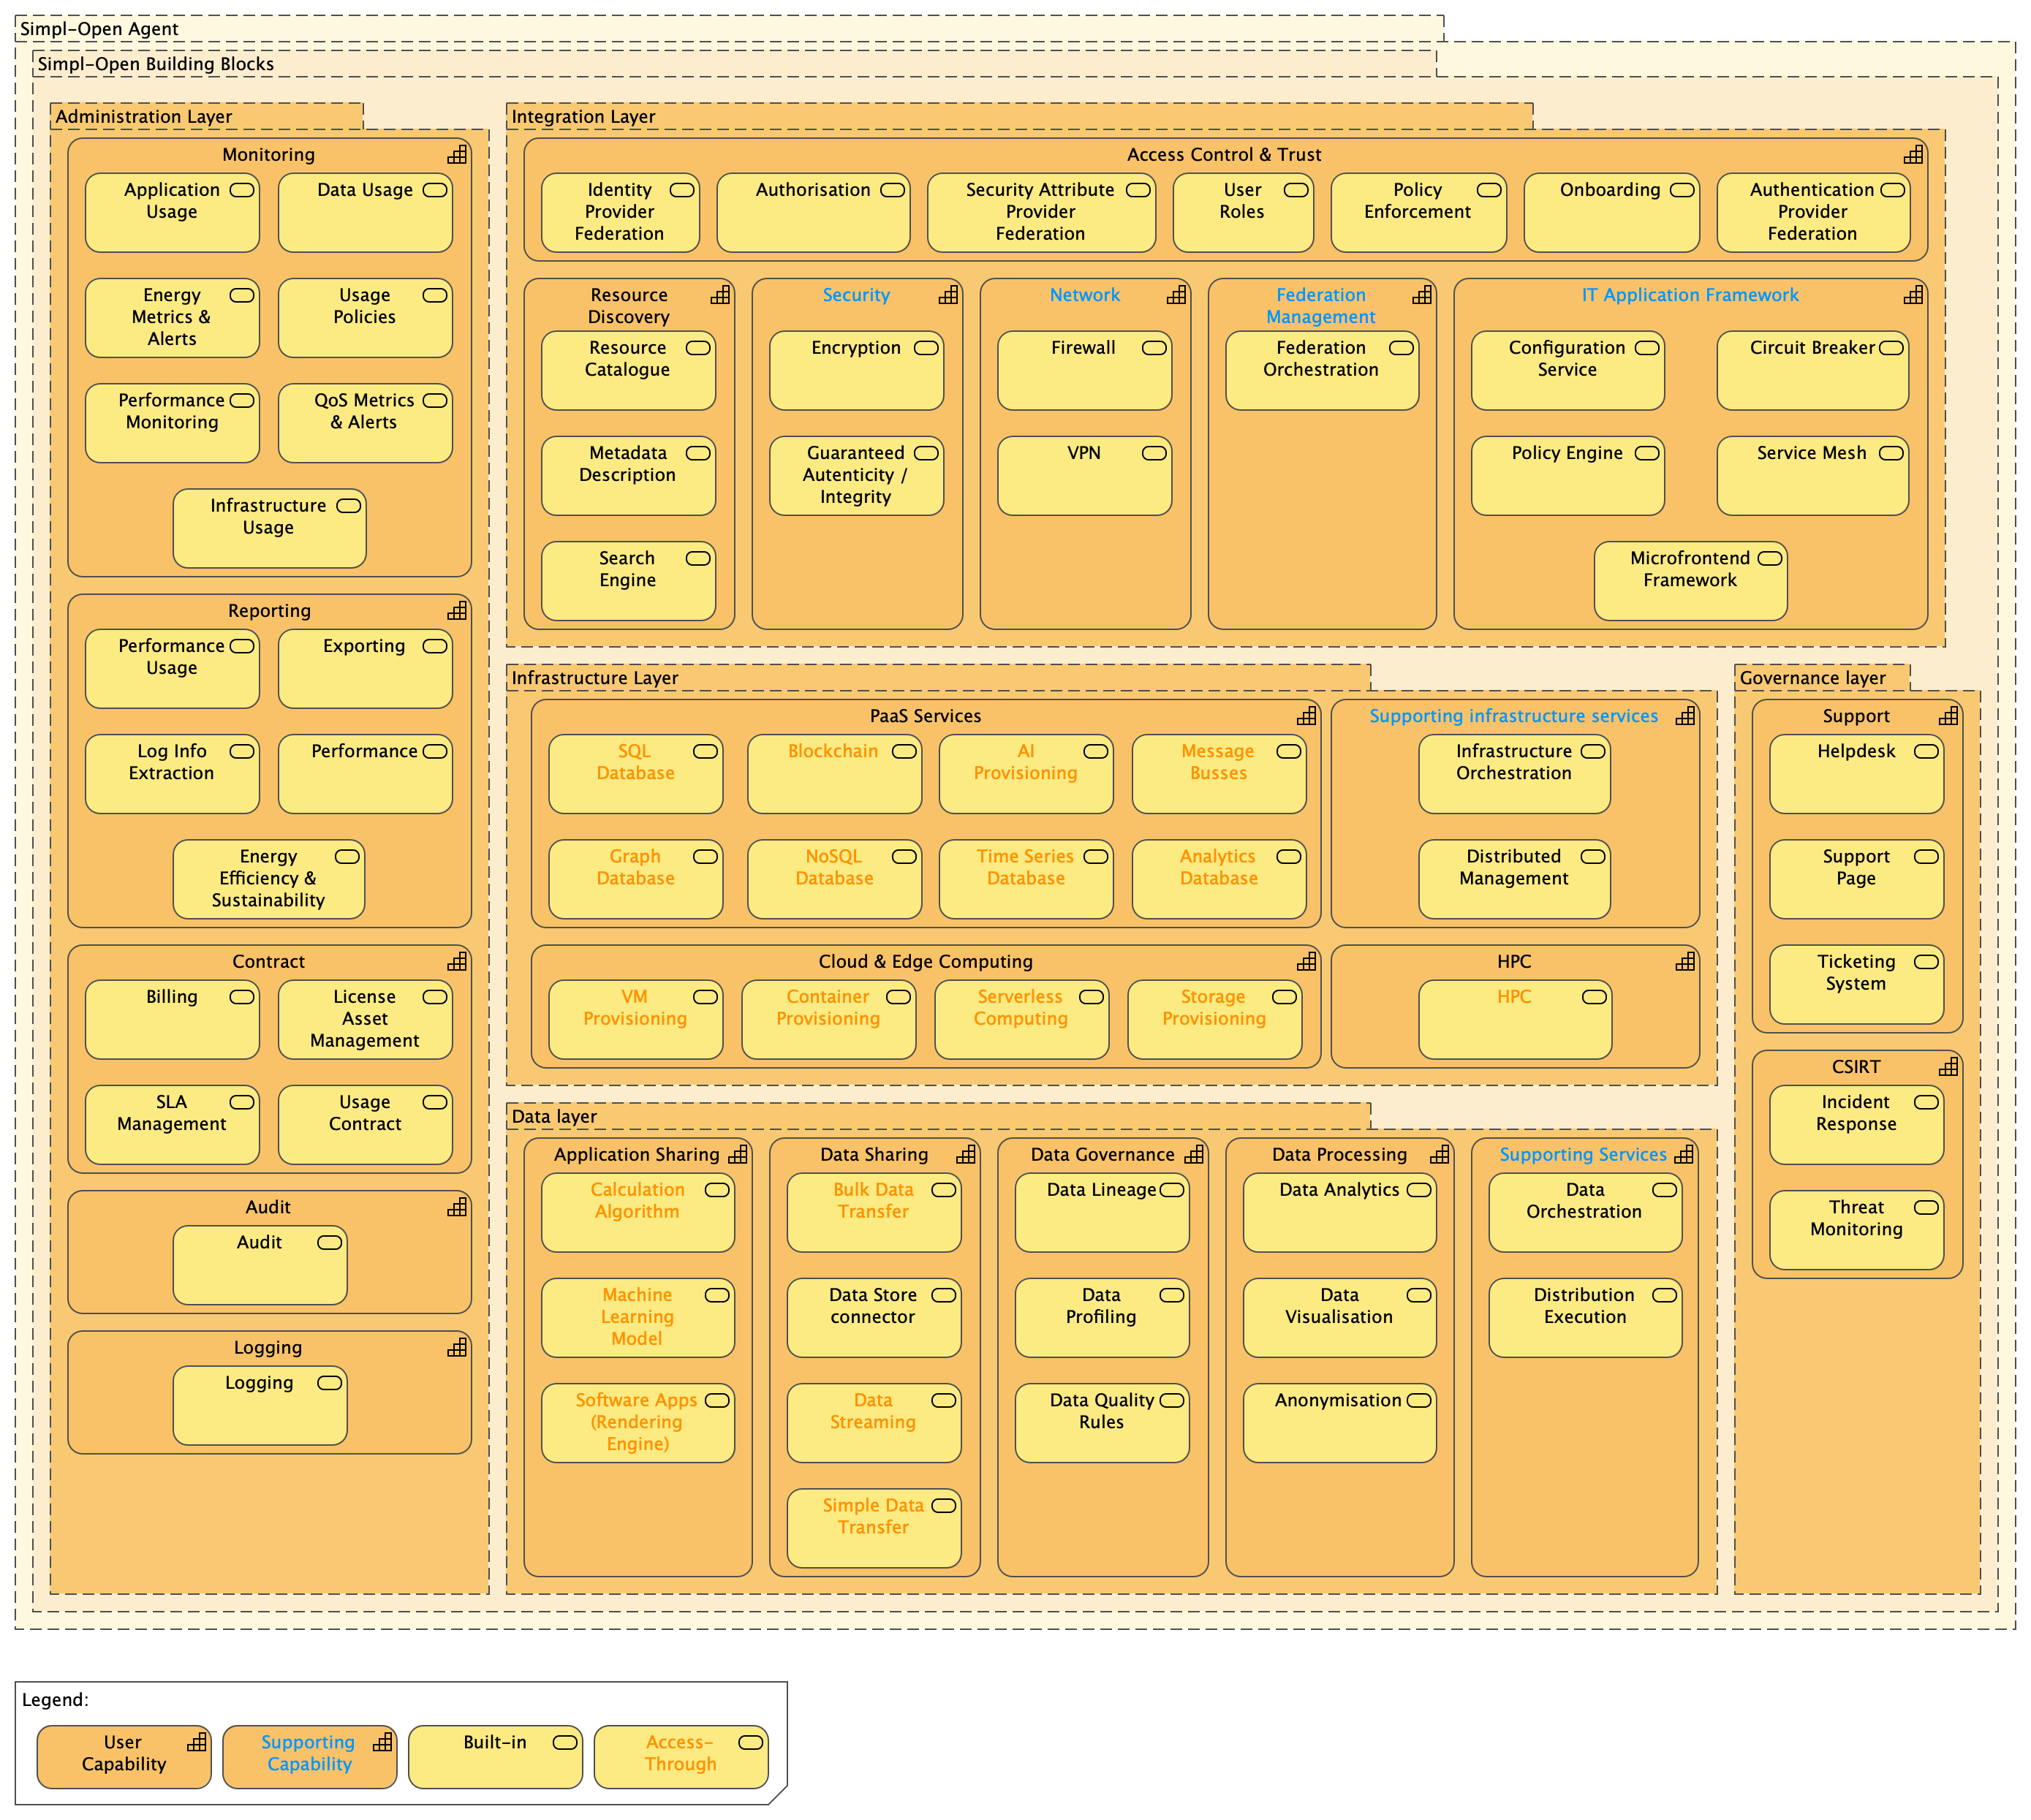 Simpl-Open Agent
Simpl-Open Building Blocks
Administration Layer
Monitoring
Application
Usage
Data Usage
Energy
Metrics &
Alerts
Usage
Policies
Performance
Monitoring
QoS Metrics
& Alerts
Infrastructure
Usage
Reporting
Performance
Usage
Exporting
Log Info
Extraction
Performance
Energy
Efficiency &
Sustainability
Contract
Billing
License
Asset
Management
SLA
Management
Usage
Contract
Audit
Audit
Logging
Logging
Integration Layer
Access Control & Trust
Identity
Provider
Federation
Authorisation
Security Attribute
Provider
Federation
User
Roles
Policy
Enforcement
Onboarding
Authentication
Provider
Federation
Resource
Discovery
Resource
Catalogue
Metadata
Description
Search
Engine
Security
Encryption
Guaranteed
Autenticity /
Integrity
Network
Firewall
VPN
Federation
Management
Federation
Orchestration
IT Application Framework
Configuration
Service
Circuit Breaker
Policy Engine
Service Mesh
Microfrontend
Framework
Infrastructure Layer
PaaS Services
SQL
Database
Blockchain
AI
Provisioning
Message
Busses
Graph
Database
NoSQL
Database
Time Series
Database
Analytics
Database
Supporting infrastructure services
Infrastructure
Orchestration
Distributed
Management
Cloud & Edge Computing
VM
Provisioning
Container
Provisioning
Serverless
Computing
Storage
Provisioning
HPC
HPC
Data layer
Application Sharing
Calculation
Algorithm
Machine
Learning
Model
Software Apps
(Rendering
Engine)
Data Sharing
Bulk Data
Transfer
Data Store
connector
Data
Streaming
Simple Data
Transfer
Data Governance
Data Lineage
Data
Profiling
Data Quality
Rules
Data Processing
Data Analytics
Data
Visualisation
Anonymisation
Supporting Services
Data
Orchestration
Distribution
Execution
Governance layer
Support
Helpdesk
Support
Page
Ticketing
System
CSIRT
Incident
Response
Threat
Monitoring
Legend:
User
Capability
Supporting
Capability
Built-in
Access-
Through